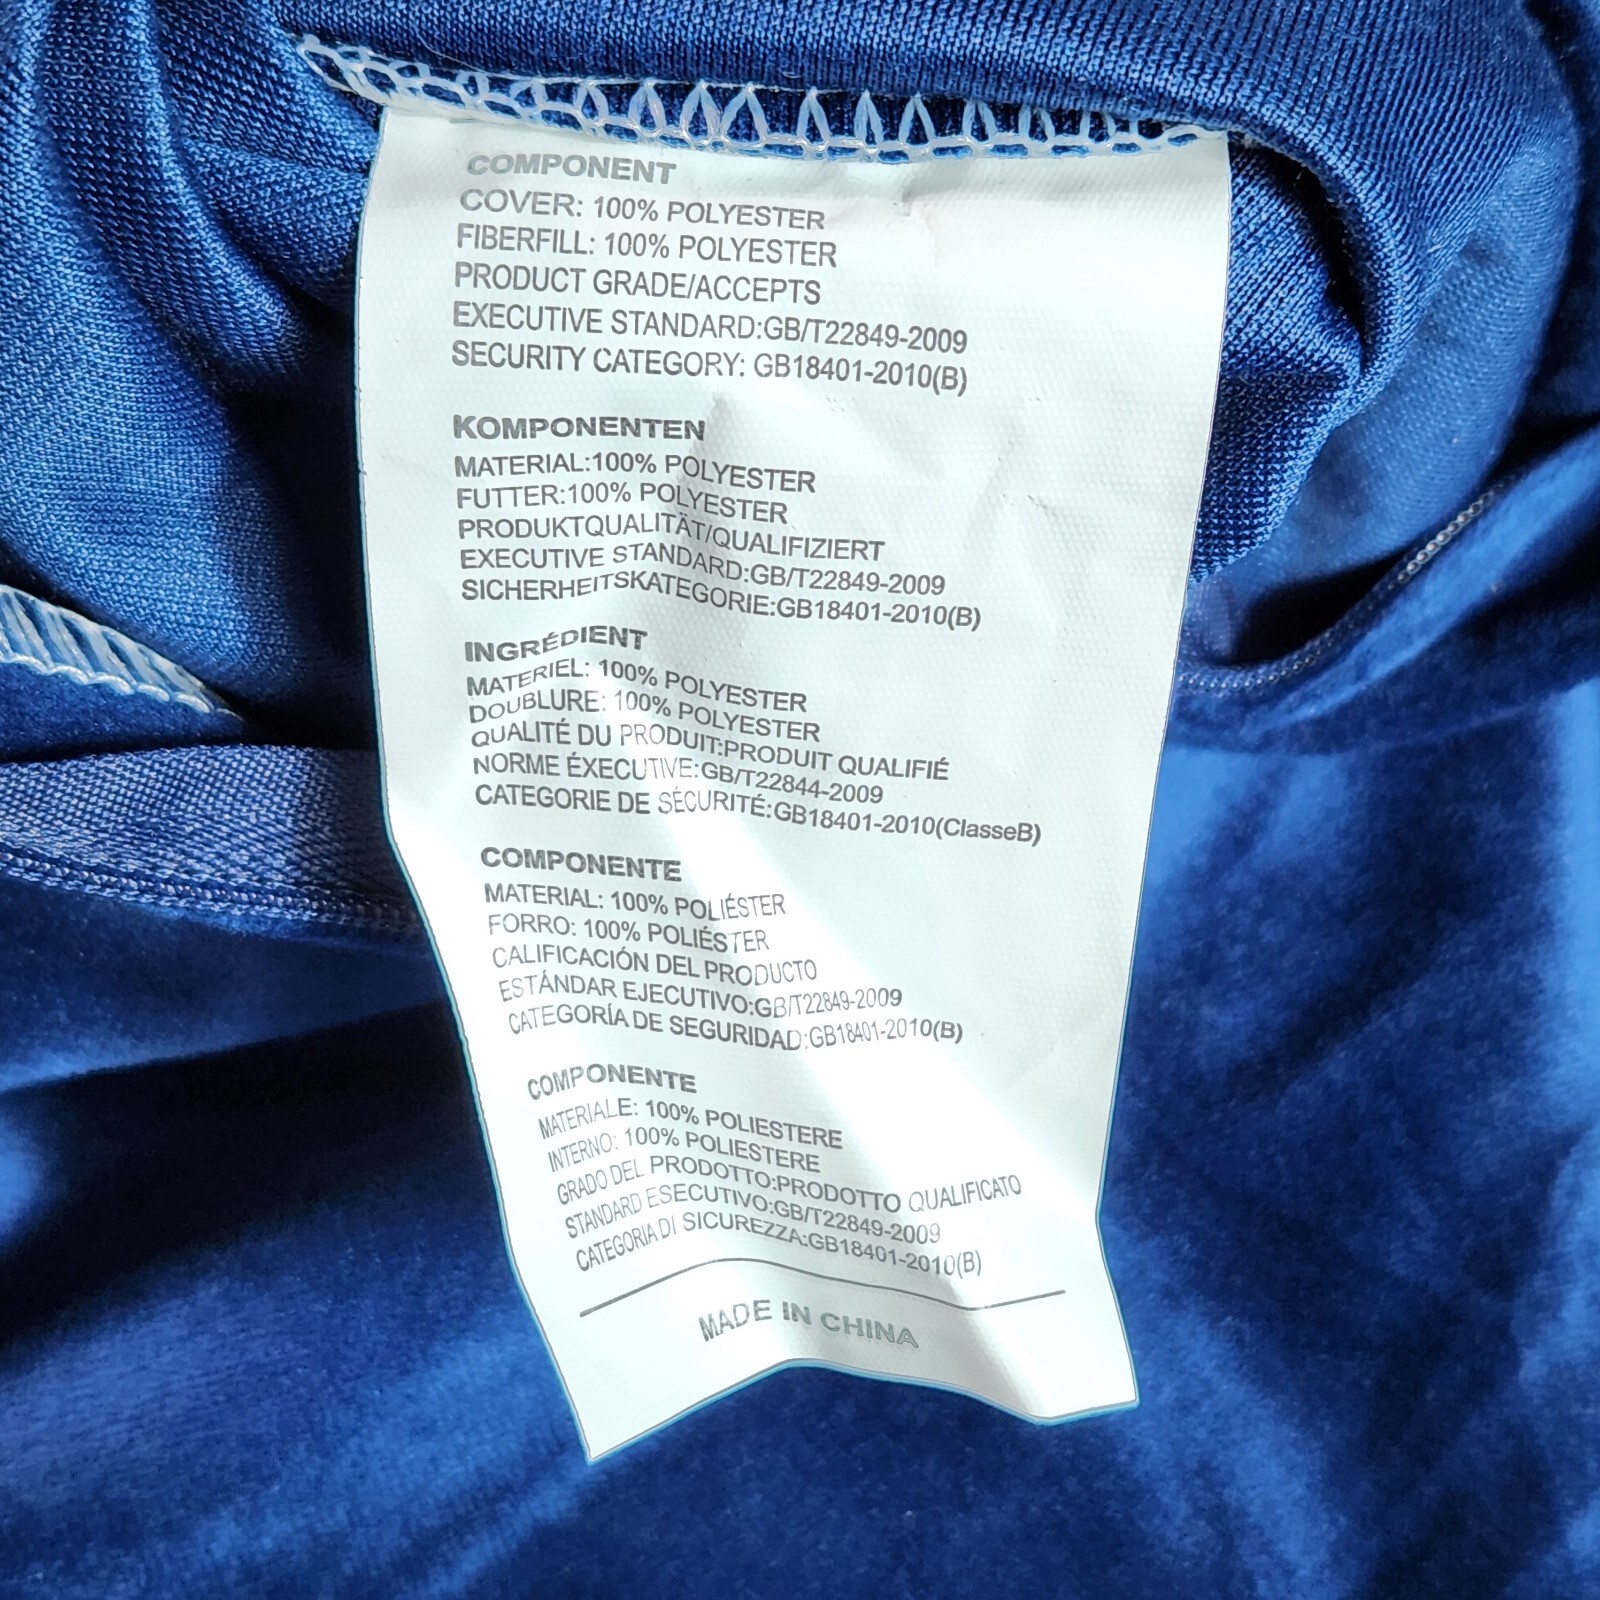 COMPONENT
COVER: 100% POLYESTER
FIBERFILL: 100% POLYESTER
PRODUCT GRADE/ACCEPTS
EXECUTIVE STANDARD:GB/T22849-2009
SECURITY CATEGORY: GB18401-2010(B)
KOMPONENTEN
MATERIAL:100% POLYESTER
FUTTER:100% POLYESTER
PRODUKTQUALITÄT/QUALIFIZIERT
EXECUTIVE STANDARD:GB/T22849-2009
SICHERHEITSKATEGORIE:GB18401-2010(B)
INGRÉDIENT
MATERIEL: 100% POLYESTER
DOUBLURE: 100% POLYESTER
QUALITÉ DU PRODUIT:PRODUIT QUALIFIÉ
NORME ÉXECUTIVE:GB/T22844-2009
CATEGORIE DE SÉCURITÉ:GB18401-2010(ClasseB)
COMPONENTE
MATERIAL: 100% POLIÉSTER
FORRO: 100% POLIÉSTER
CALIFICACIÓN DEL PRODUCTO
ESTÁNDAR EJECUTIVO:GB/T22849-2009
CATEGORÍA DE SEGURIDAD:GB18401-2010(B)
COMPONENTE
MATERIALE: 100% POLIESTERE
INTERNO: 100% POLIESTERE
GRADO DEL PRODOTTO:PRODOTTO QUALIFICATO
STANDARD ESECUTIVO:GB/T22849-2009
CATEGORIA DI SICUREZZA:GB18401-2010(B)
MADE IN CHINA